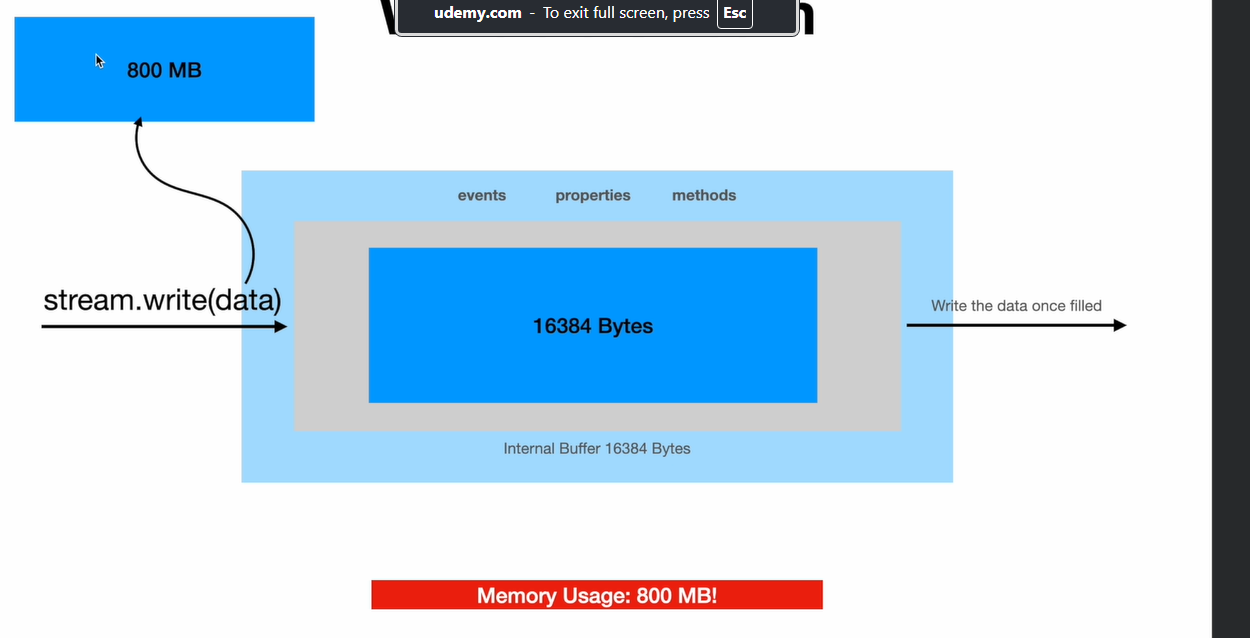 udemy.com - To exit full screen, press Esc
800 MB
events properties methods
stream.write(data)
16384 Bytes
Write the data once filled
Internal Buffer 16384 Bytes
Memory Usage: 800 MB!